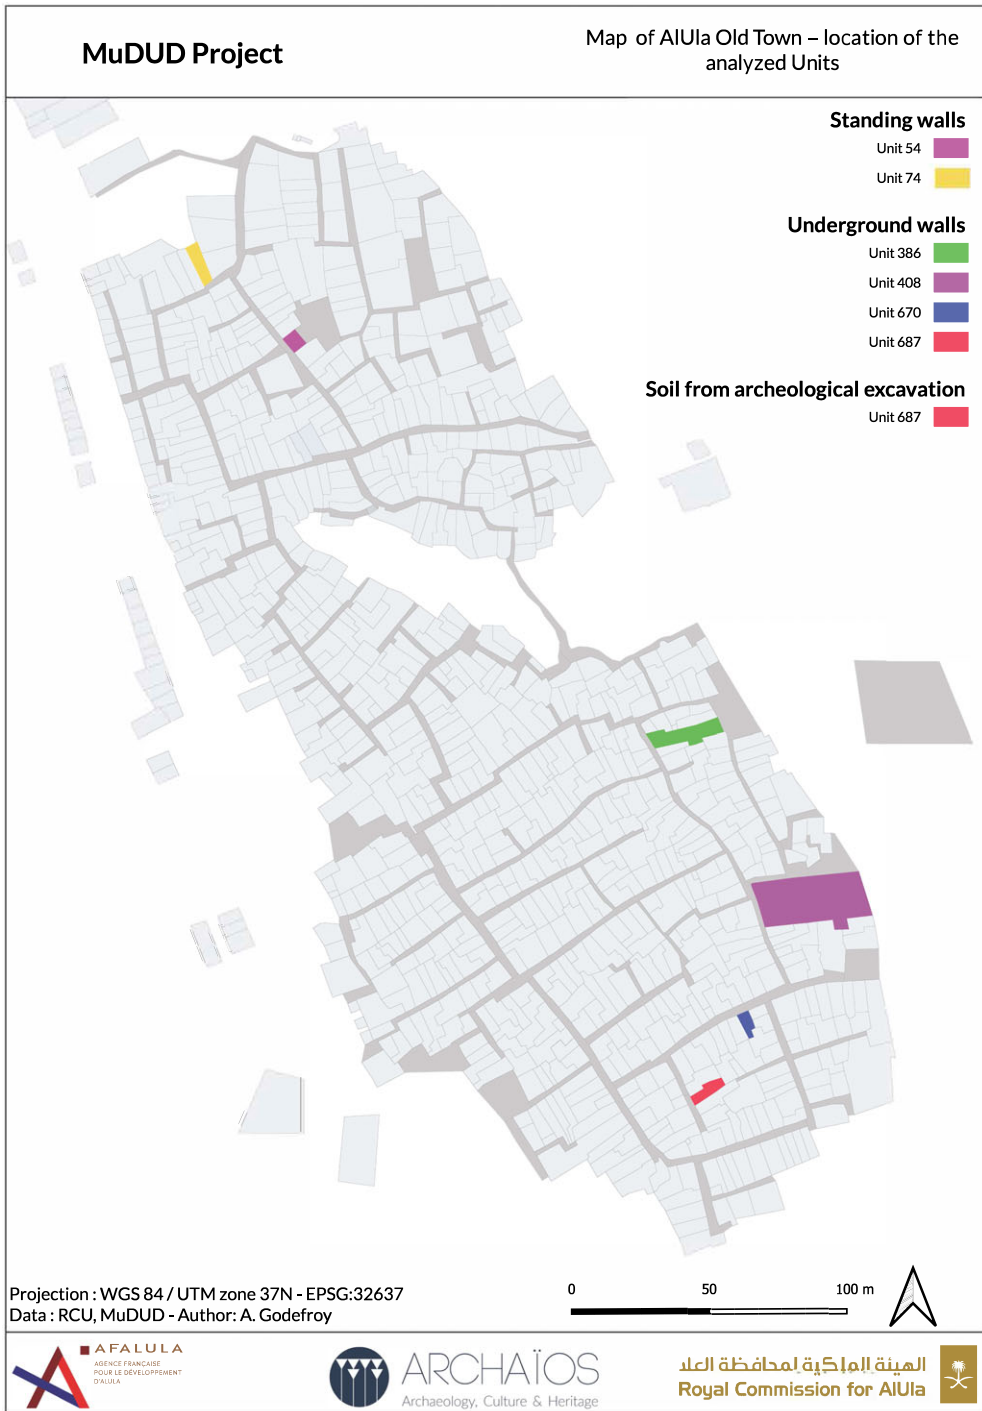 MuDUD Project
Map of AlUla Old Town – location of the
analyzed Units
Standing walls
Unit 54
Unit 74
Underground walls
Unit 386
Unit 408
Unit 670
Unit 687
Soil from archeological excavation
Unit 687
Projection : WGS 84 / UTM zone 37N - EPSG:32637
Data : RCU, MuDUD - Author: A. Godefroy
0 50 100 m
AFALULA
AGENCE FRANÇAISE
POUR LE DÉVELOPPEMENT
D'ALULA
ARCHAÏOS
Archaeology, Culture & Heritage
الهيئة الملكية لمحافظة العلا
Royal Commission for AlUla